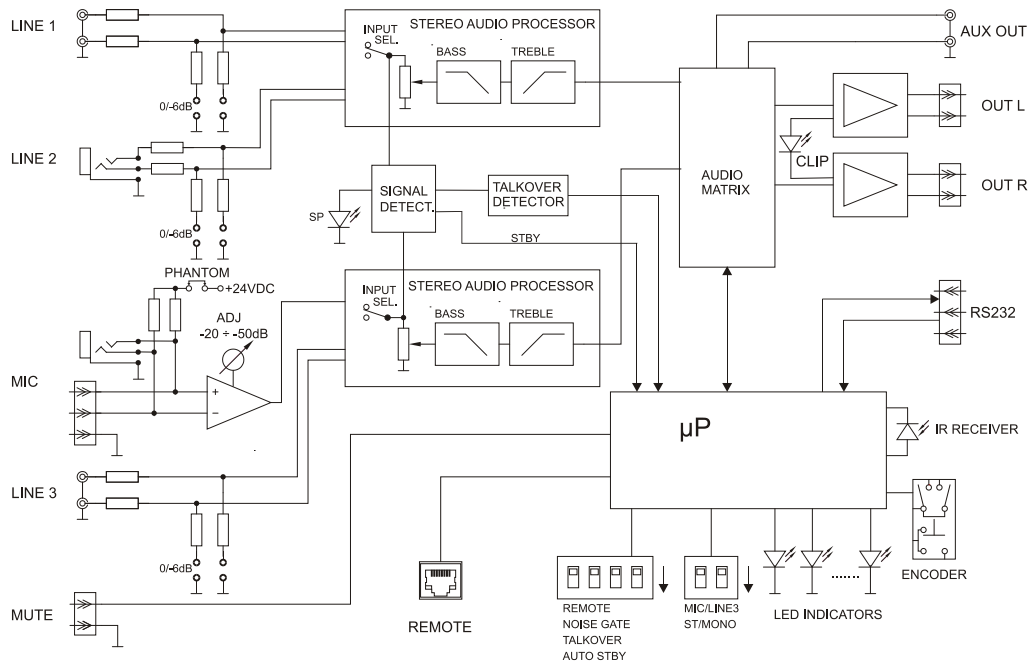 LINE 1
STEREO AUDIO PROCESSOR
INPUT
SEL.
BASS
TREBLE
AUX OUT
0/-6dB
OUT L
LINE 2
CLIP
AUDIO
MATRIX
SIGNAL
DETECT.
TALKOVER
DETECTOR
OUT R
SP
STBY
0/-6dB
PHANTOM
+24VDC
STEREO AUDIO PROCESSOR
INPUT
SEL.
BASS
TREBLE
RS232
ADJ
-20 ÷ -50dB
MIC
+
−
µP
IR RECEIVER
LINE 3
0/-6dB
ENCODER
MUTE
REMOTE
REMOTE
NOISE GATE
TALKOVER
AUTO STBY
MIC/LINE3
ST/MONO
LED INDICATORS